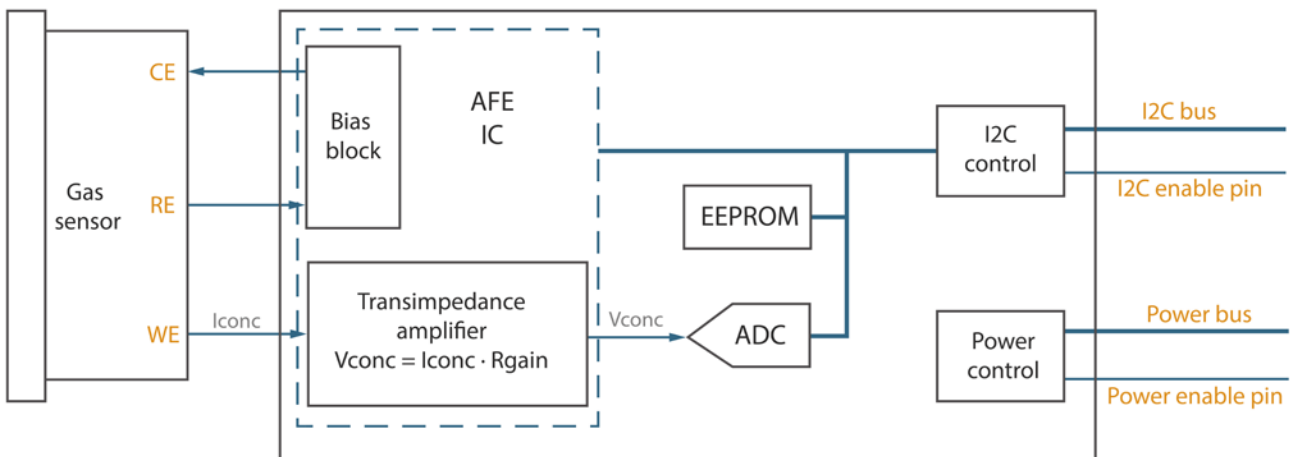 Gas
sensor
CE
RE
WE
Iconc
Bias
block
AFE
IC
Transimpedance
amplifier
Vconc = Iconc · Rgain
Vconc
EEPROM
ADC
I2C
control
I2C bus
I2C enable pin
Power
control
Power bus
Power enable pin